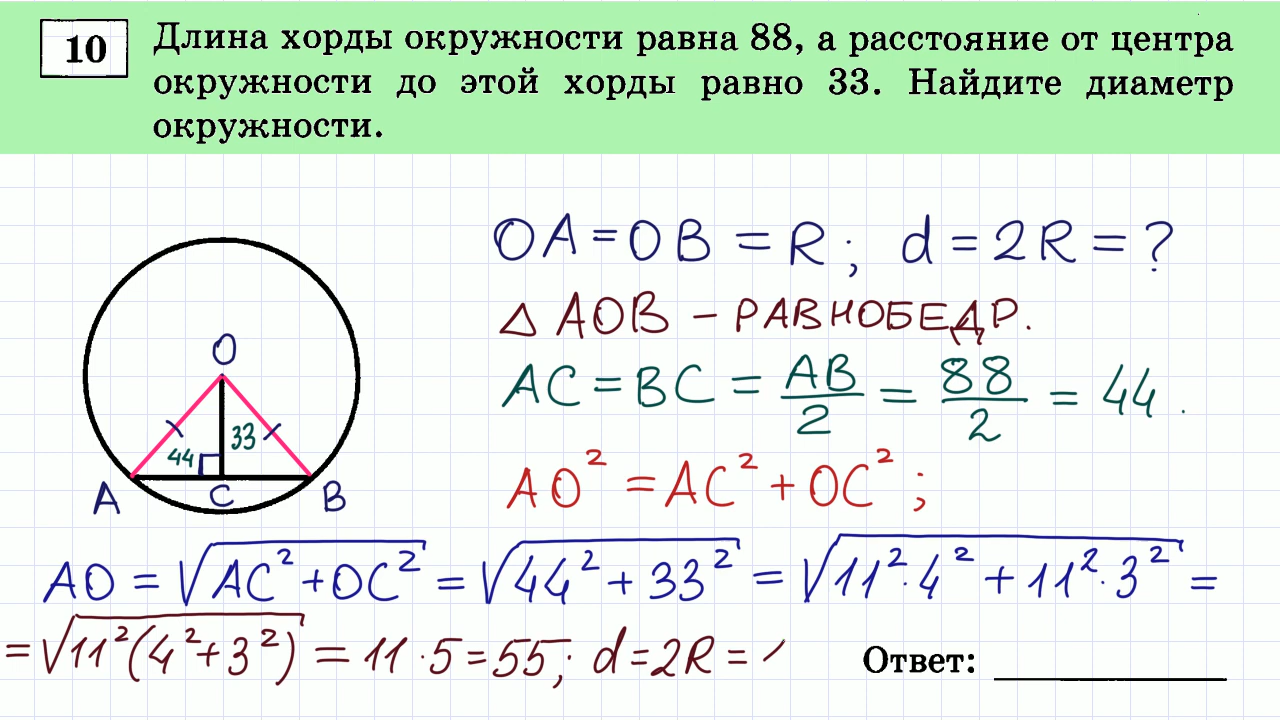 10
Длина хорды окружности равна 88, а расстояние от центра
окружности до этой хорды равно 33. Найдите диаметр
окружности.
O
33
44
A
C
B
OA = OB = R ; d = 2R = ?
△ AOB – РАВНОБЕДР.
AC = BC = AB/2 = 88/2 = 44 .
AO² = AC² + OC² ;
AO = √(AC² + OC²) = √(44² + 33²) = √(11² · 4² + 11² · 3²) =
= √(11²(4² + 3²)) = 11 · 5 = 55; d = 2R =
Ответ: